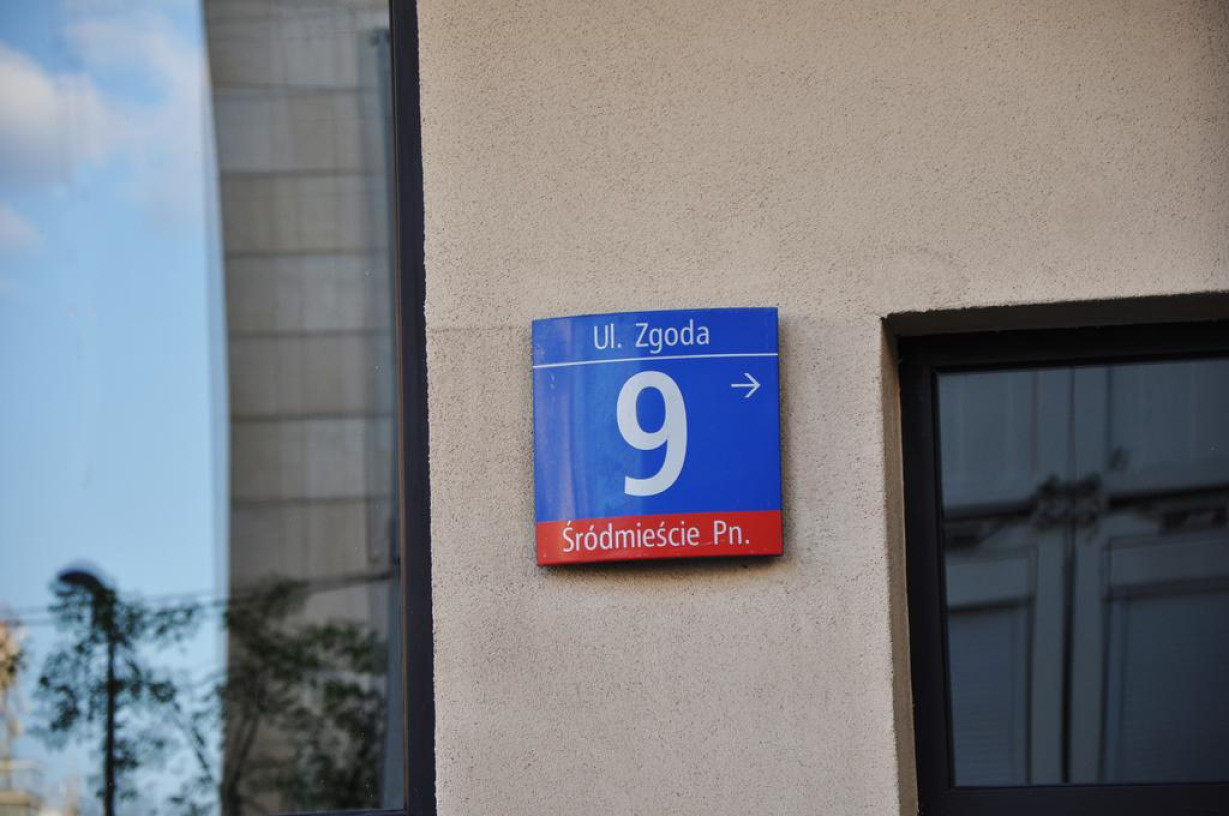 Ul. Zgoda
9 →
Śródmieście Pn.